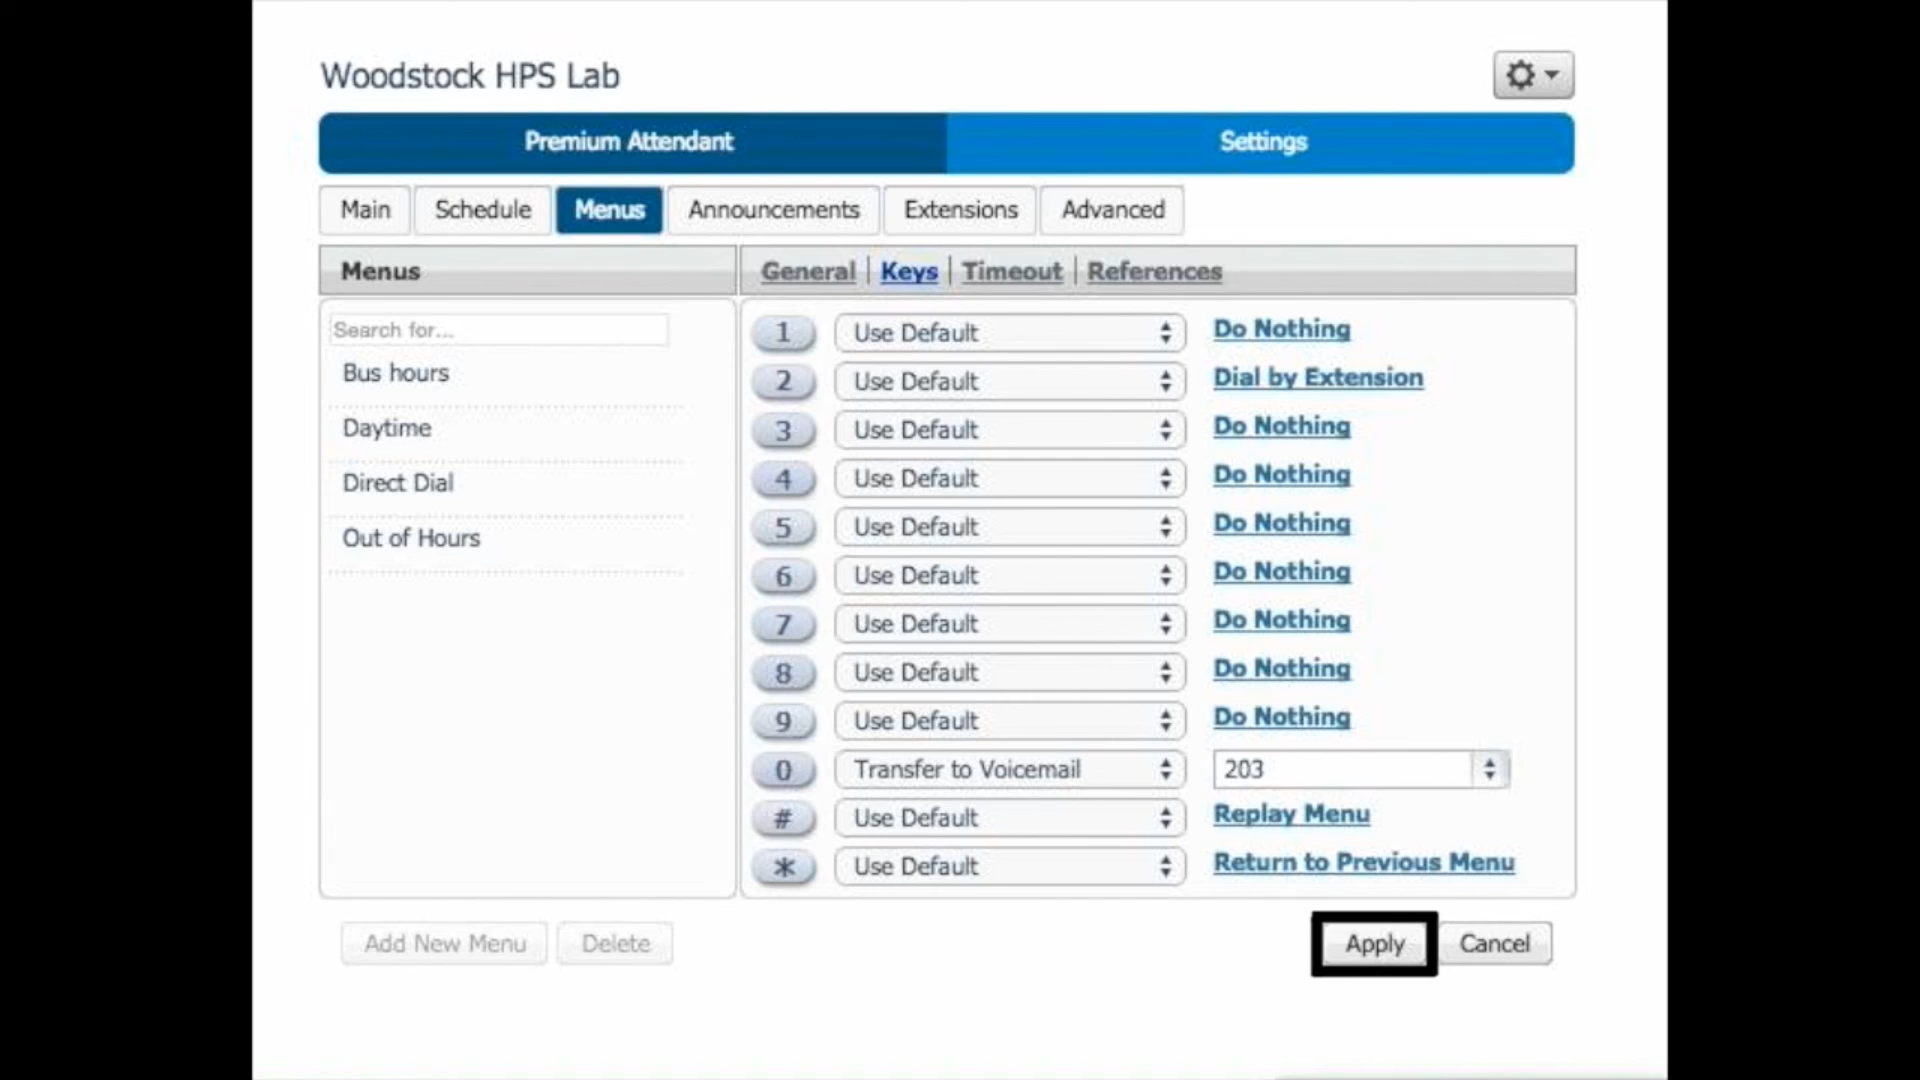 Woodstock HPS Lab
Premium Attendant Settings
Main Schedule Menus Announcements Extensions Advanced
Menus
General | Keys | Timeout | References
Search for...
Bus hours
Daytime
Direct Dial
Out of Hours
1 Use Default Do Nothing
2 Use Default Dial by Extension
3 Use Default Do Nothing
4 Use Default Do Nothing
5 Use Default Do Nothing
6 Use Default Do Nothing
7 Use Default Do Nothing
8 Use Default Do Nothing
9 Use Default Do Nothing
0 Transfer to Voicemail 203
# Use Default Replay Menu
* Use Default Return to Previous Menu
Add New Menu Delete
Apply Cancel